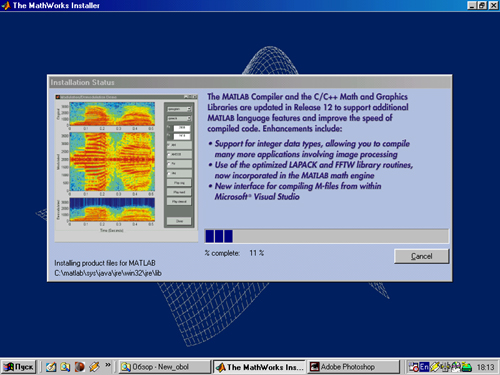 The MathWorks Installer
Installation Status
The MATLAB Compiler and the C/C++ Math and Graphics
Libraries are updated in Release 12 to support additional
MATLAB language features and improve the speed of
compiled code. Enhancements include:
• Support for integer data types, allowing you to compile
many more applications involving image processing
• Use of the optimized LAPACK and FFTW library routines,
now incorporated in the MATLAB math engine
• New interface for compiling M-files from within
Microsoft® Visual Studio
% complete: 11 %
Installing product files for MATLAB
C:\matlab\sys\java\jre\win32\jre\lib
Cancel
Пуск
Обзор - New_obol
The MathWorks Ins...
Adobe Photoshop
En
18:13